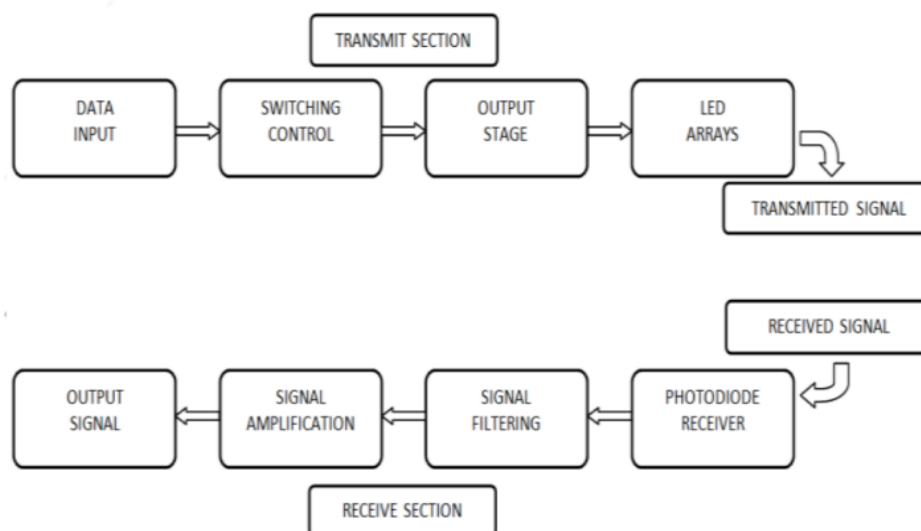 TRANSMIT SECTION
DATA
INPUT
SWITCHING
CONTROL
OUTPUT
STAGE
LED
ARRAYS
TRANSMITTED SIGNAL
RECEIVED SIGNAL
PHOTODIODE
RECEIVER
SIGNAL
FILTERING
SIGNAL
AMPLIFICATION
OUTPUT
SIGNAL
RECEIVE SECTION